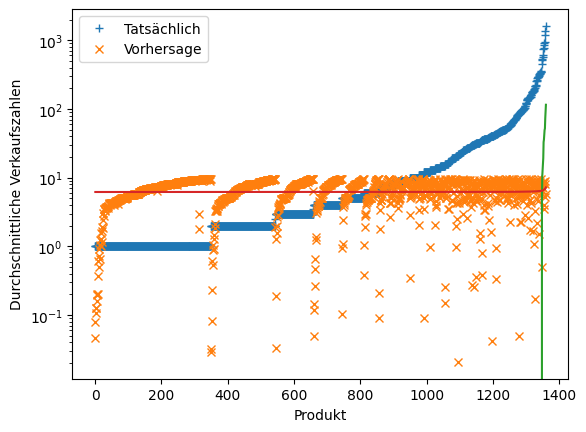 Tatsächlich
Vorhersage
Durchschnittliche Verkaufszahlen
10³
10²
10¹
10⁰
10⁻¹
0 200 400 600 800 1000 1200 1400
Produkt